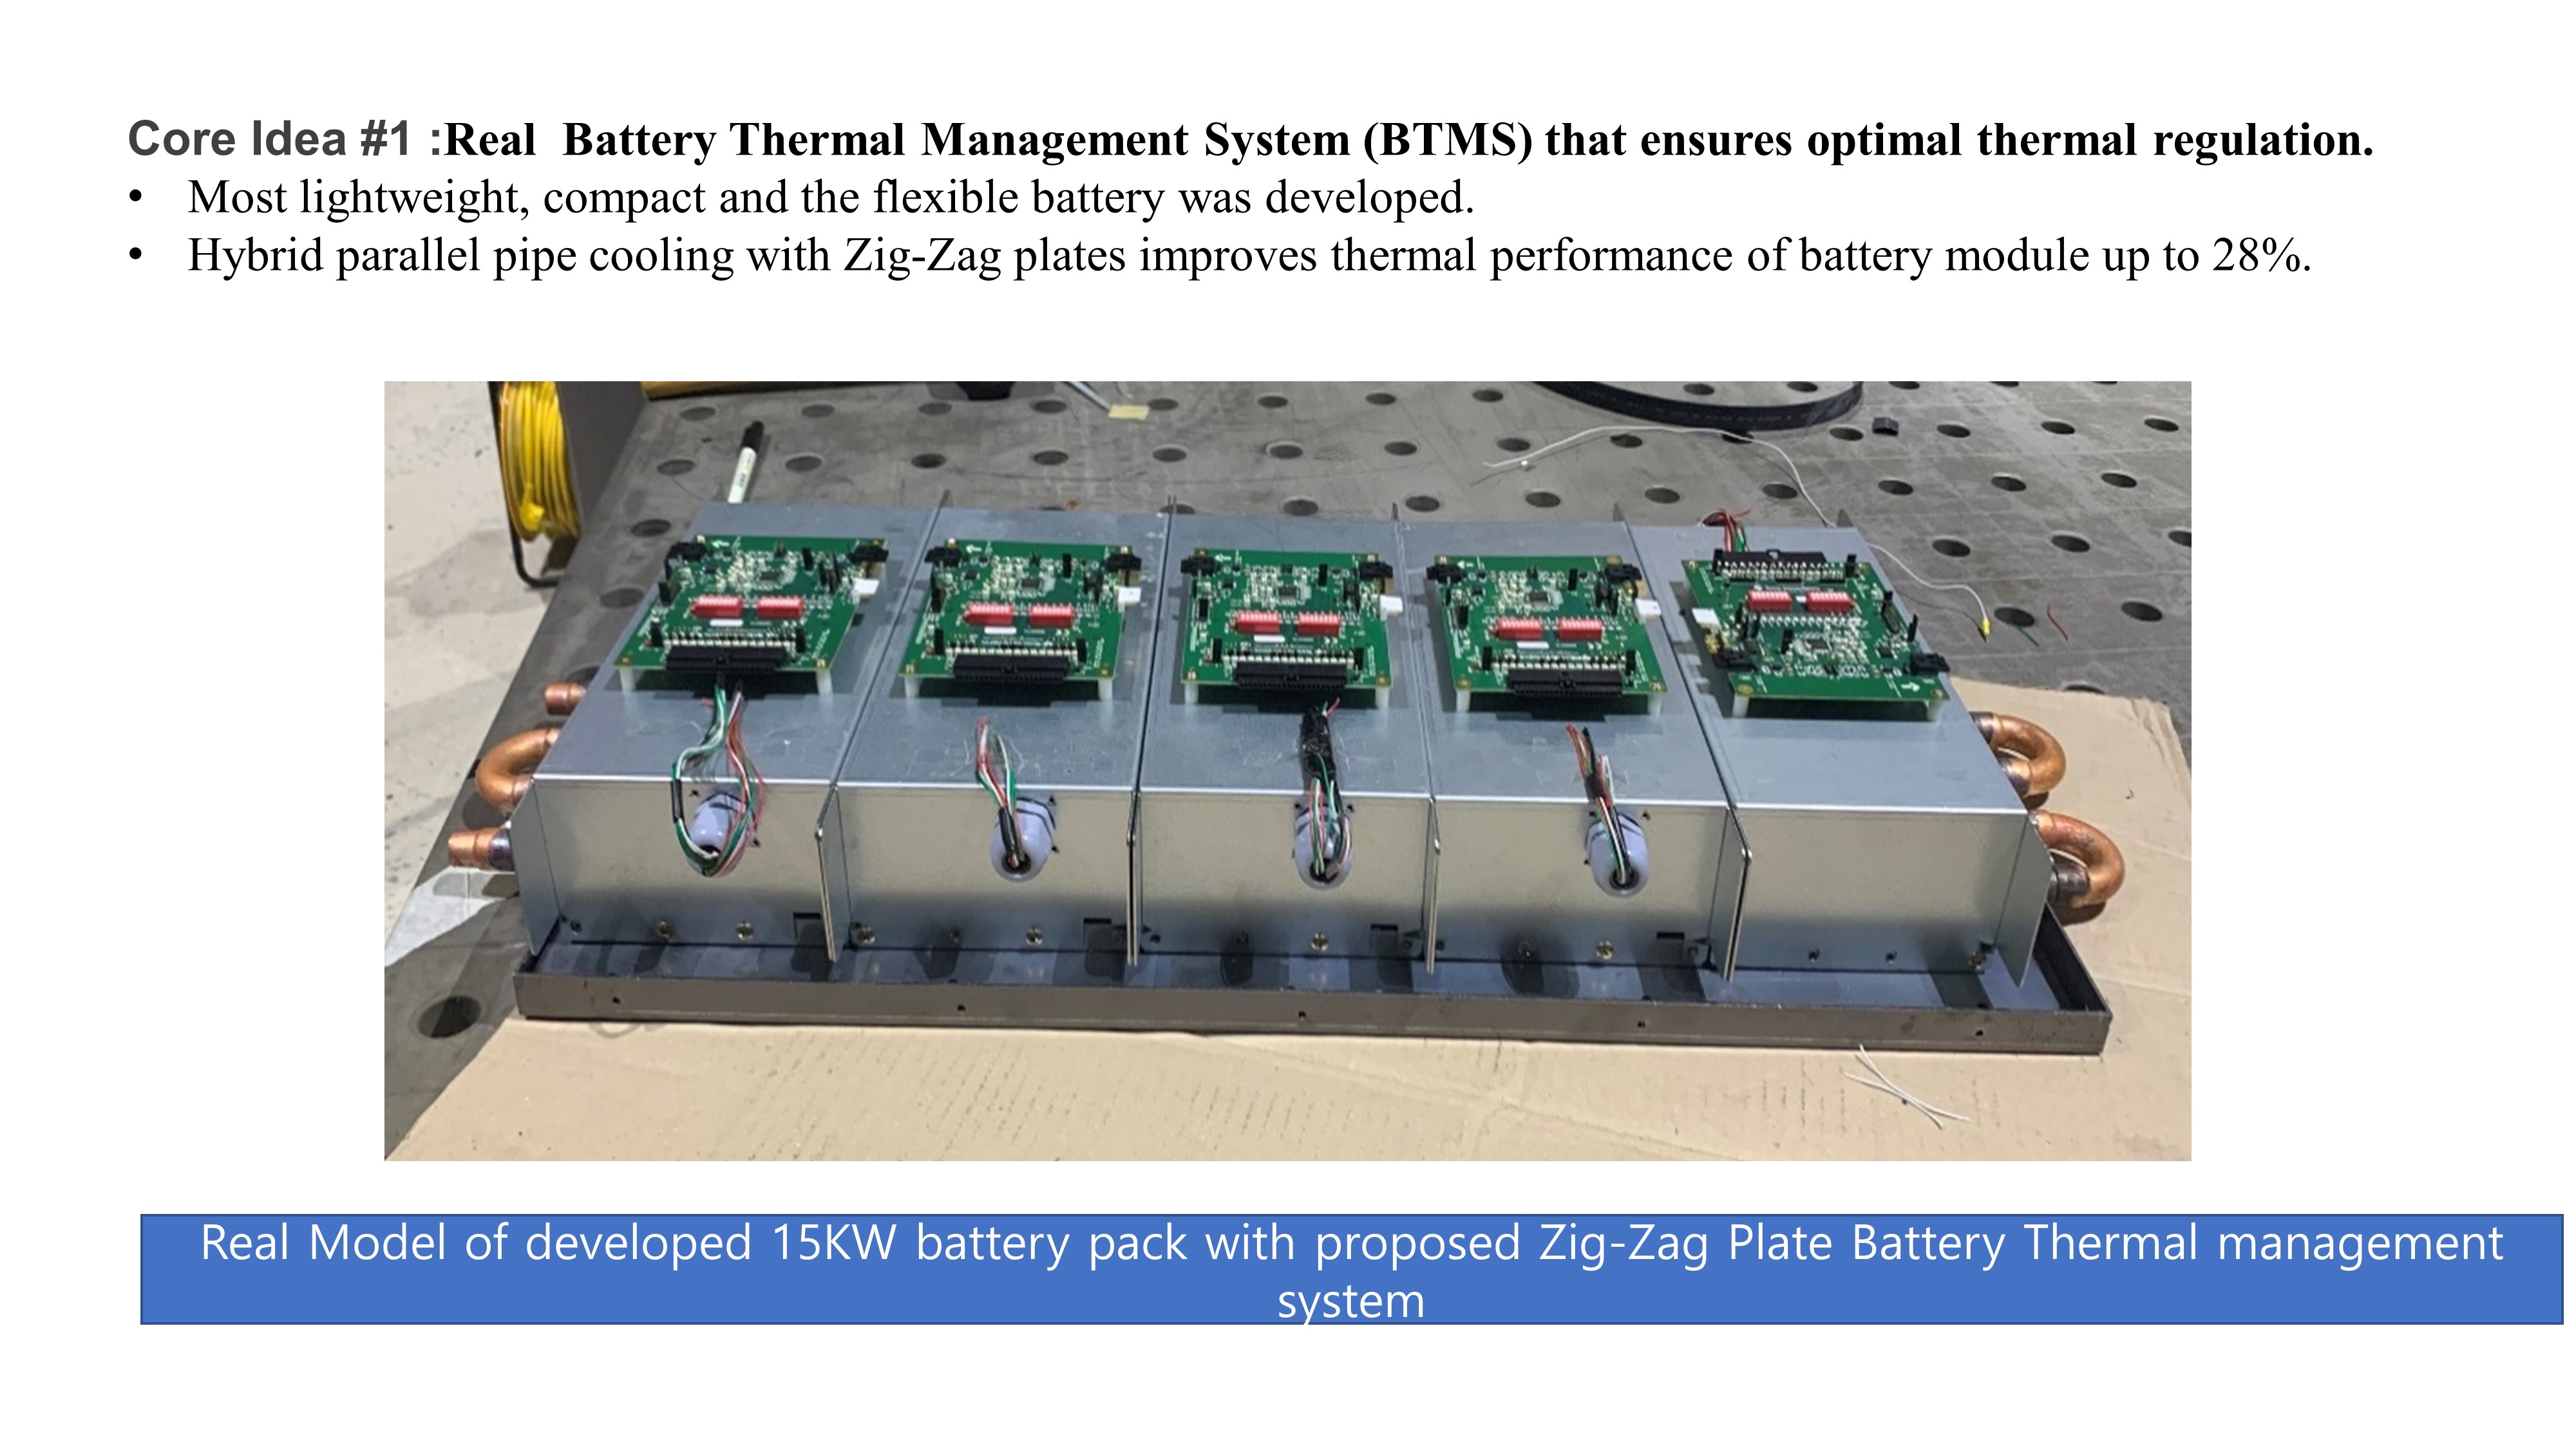 Core Idea #1 :Real  Battery Thermal Management System (BTMS) that ensures optimal thermal regulation.
• Most lightweight, compact and the flexible battery was developed.
• Hybrid parallel pipe cooling with Zig-Zag plates improves thermal performance of battery module up to 28%.
Real Model of developed 15KW battery pack with proposed Zig-Zag Plate Battery Thermal management
system